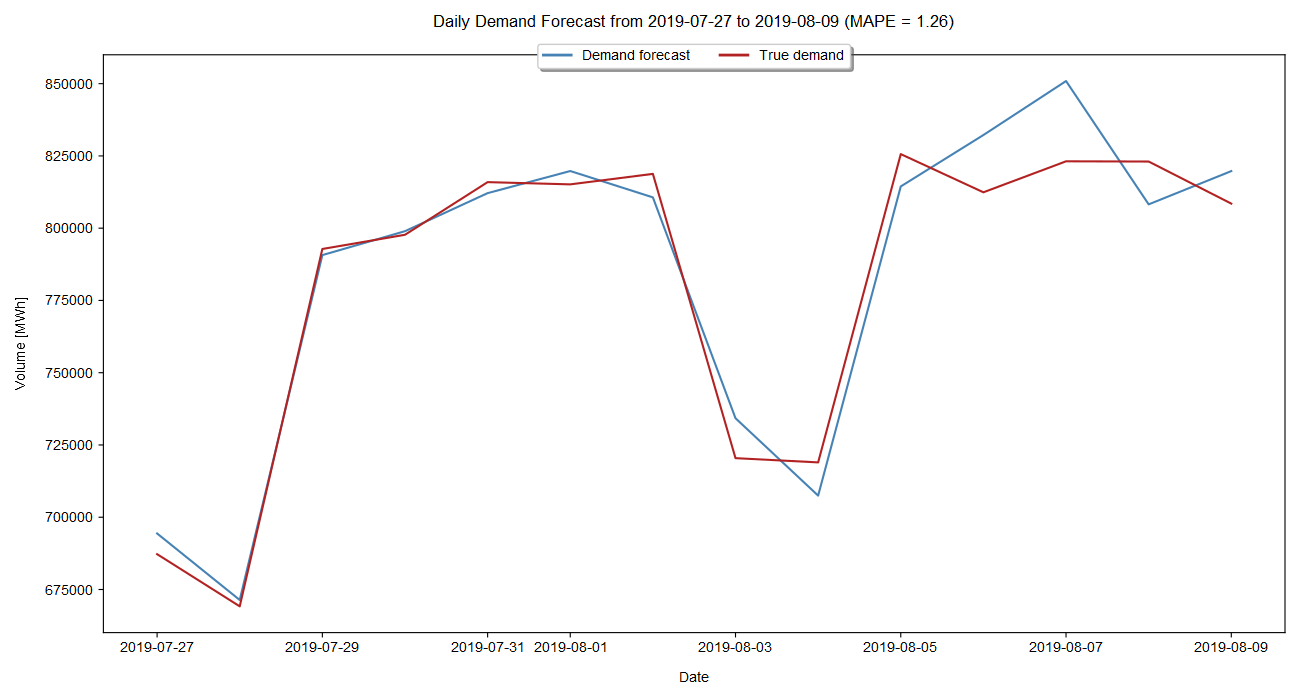 Daily Demand Forecast from 2019-07-27 to 2019-08-09 (MAPE = 1.26)
Demand forecast True demand
850000
825000
800000
775000
750000
725000
700000
675000
Volume [MWh]
2019-07-27 2019-07-29 2019-07-31 2019-08-01 2019-08-03 2019-08-05 2019-08-07 2019-08-09
Date